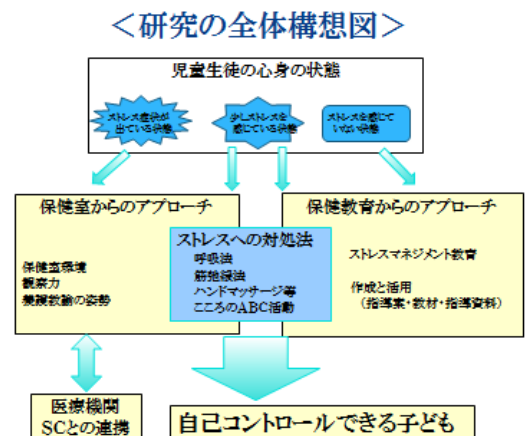 ＜研究の全体構想図＞
児童生徒の心身の状態
ストレス症状が
出ている状態
少しストレスを
感じている状態
ストレスを感じて
いない状態
保健室からのアプローチ
保健室環境
観察力
養護教諭の姿勢
ストレスへの対処法
呼吸法
筋弛緩法
ハンドマッサージ等
こころのABC活動
保健教育からのアプローチ
ストレスマネジメント教育
作成と活用
（指導案・教材・指導資料）
医療機関
SCとの連携
自己コントロールできる子ども